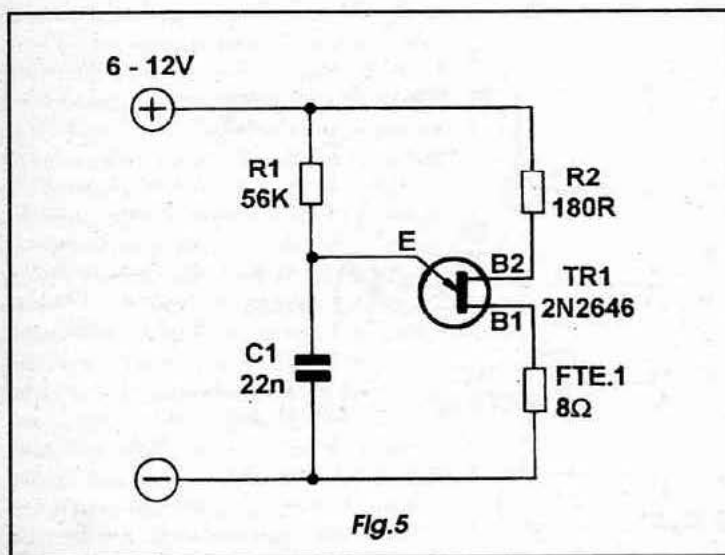 6 - 12V
+
R1
56K
R2
180R
E
B2
TR1
2N2646
B1
C1
22n
FTE.1
8Ω
−
Fig.5